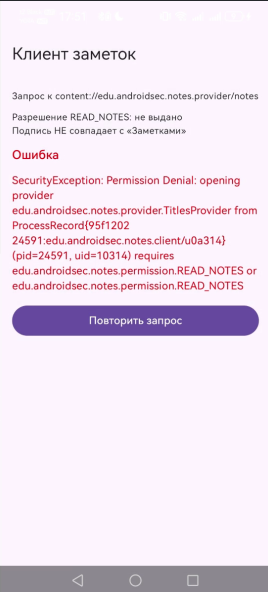 Клиент заметок
Запрос к content://edu.androidsec.notes.provider/notes
Разрешение READ_NOTES: не выдано
Подпись НЕ совпадает с «Заметками»
Ошибка
SecurityException: Permission Denial: opening
provider
edu.androidsec.notes.provider.TitlesProvider from
ProcessRecord{95f1202
24591:edu.androidsec.notes.client/u0a314}
(pid=24591, uid=10314) requires
edu.androidsec.notes.permission.READ_NOTES or
edu.androidsec.notes.permission.READ_NOTES
Повторить запрос